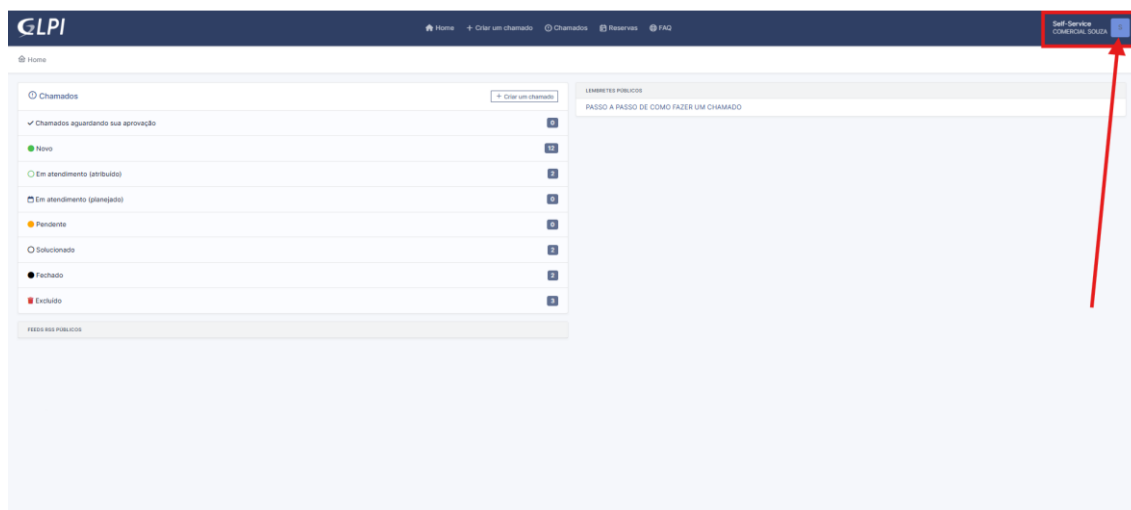 GLPI
Home + Criar um chamado Chamados Reservas FAQ
Self-Service
COMERCIAL SOUZA
Home
Chamados
+ Criar um chamado
Chamados aguardando sua aprovação 0
Novo 12
Em atendimento (atribuído) 2
Em atendimento (planejado) 0
Pendente 0
Solucionado 2
Fechado 2
Excluído 3
FEEDS RSS PÚBLICOS
LEMBRETES PÚBLICOS
PASSO A PASSO DE COMO FAZER UM CHAMADO